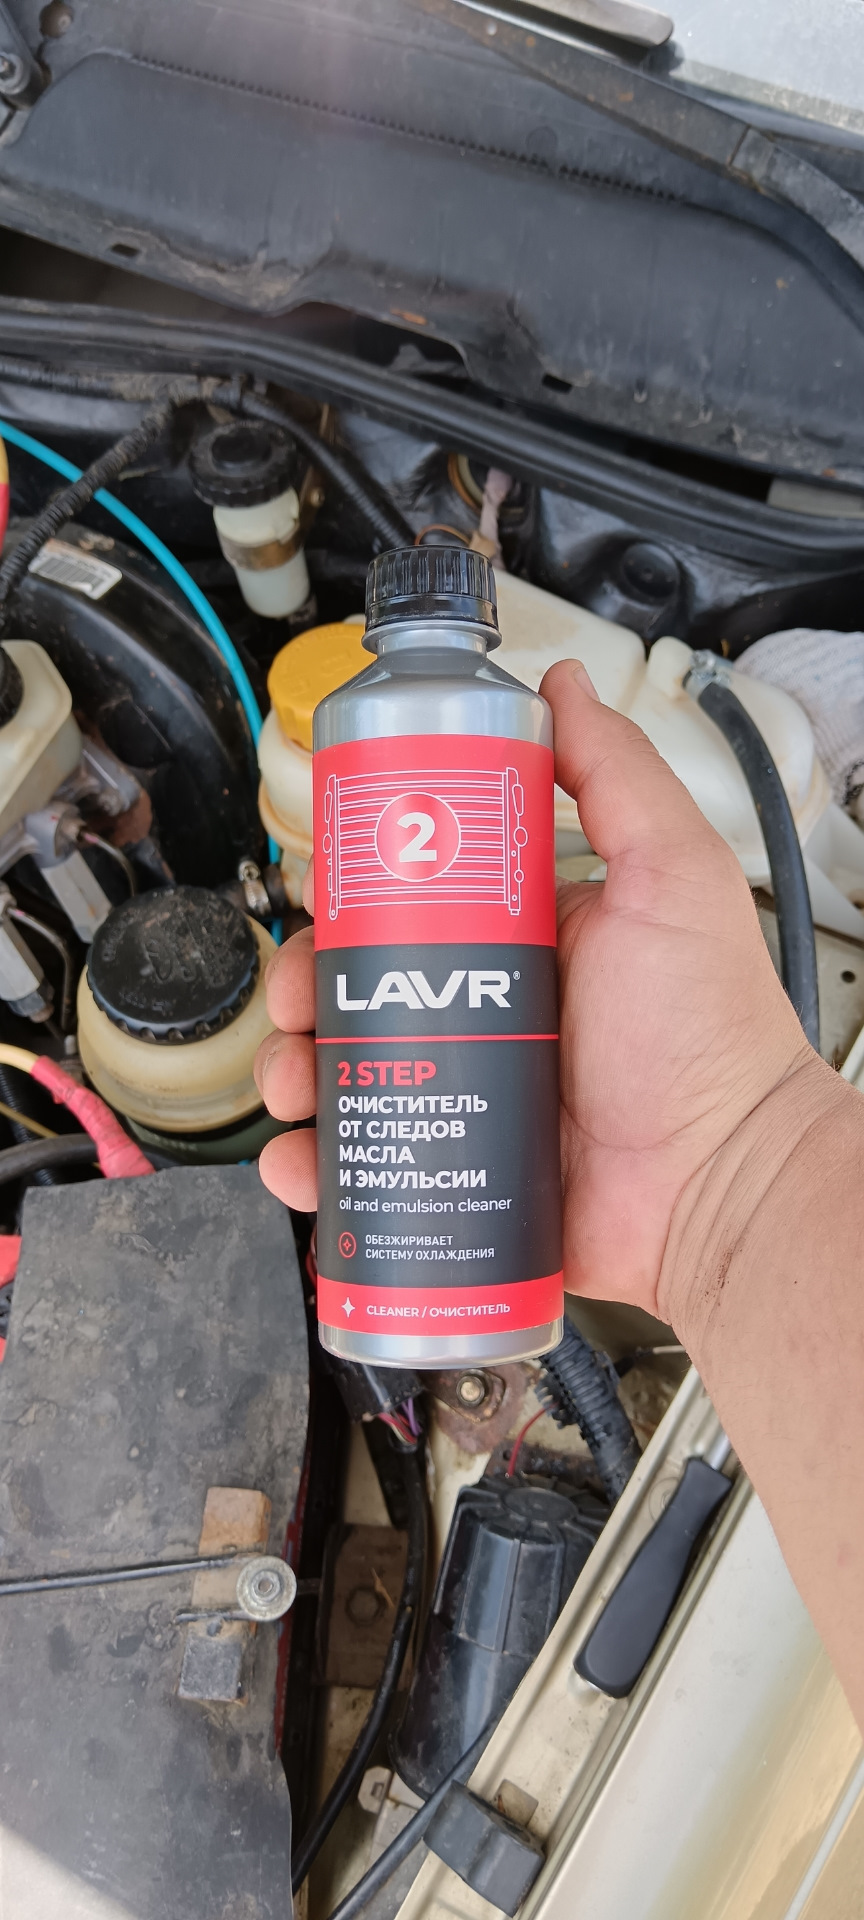 2
LAVR®
2 STEP
ОЧИСТИТЕЛЬ
ОТ СЛЕДОВ
МАСЛА
И ЭМУЛЬСИИ
oil and emulsion cleaner
ОБЕЗЖИРИВАЕТ
СИСТЕМУ ОХЛАЖДЕНИЯ
CLEANER / ОЧИСТИТЕЛЬ